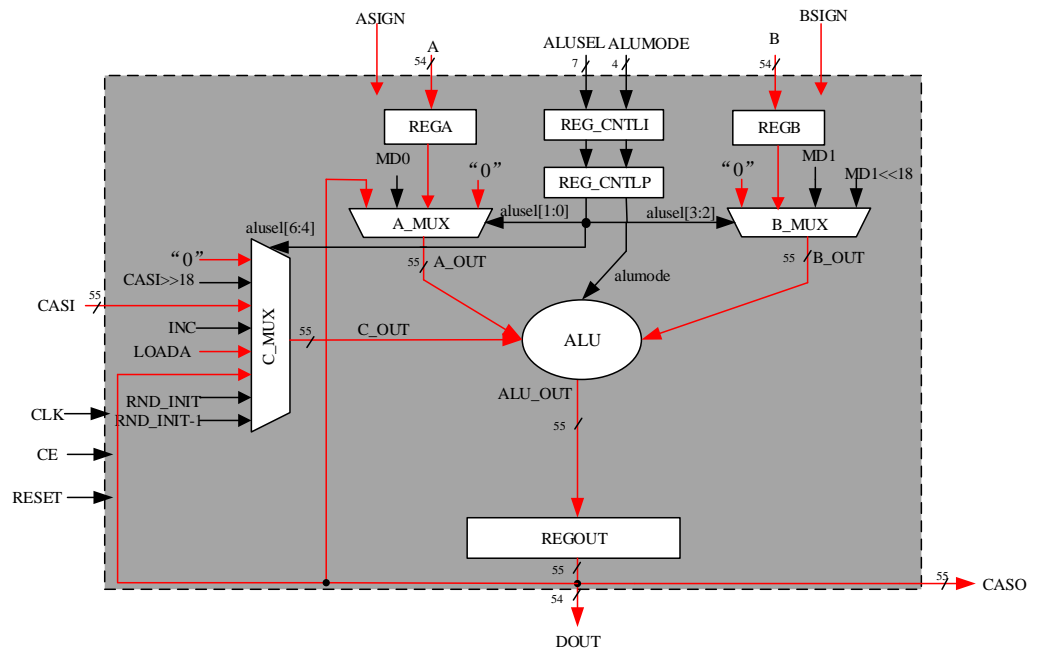 ASIGN
BSIGN
A
ALUSEL
ALUMODE
B
54
7
4
54
REGA
REG_CNTLI
REGB
MD0
"0"
REG_CNTLP
"0"
MD1
MD1<<18
alusel[6:4]
A_MUX
alusel[1:0]
alusel[3:2]
B_MUX
"0"
55
A_OUT
55
B_OUT
CASI>>18
alumode
CASI
55
INC
C_MUX
55
C_OUT
ALU
LOADA
RND_INIT
ALU_OUT
CLK
RND_INIT-1
55
CE
RESET
REGOUT
55
55
CASO
54
DOUT